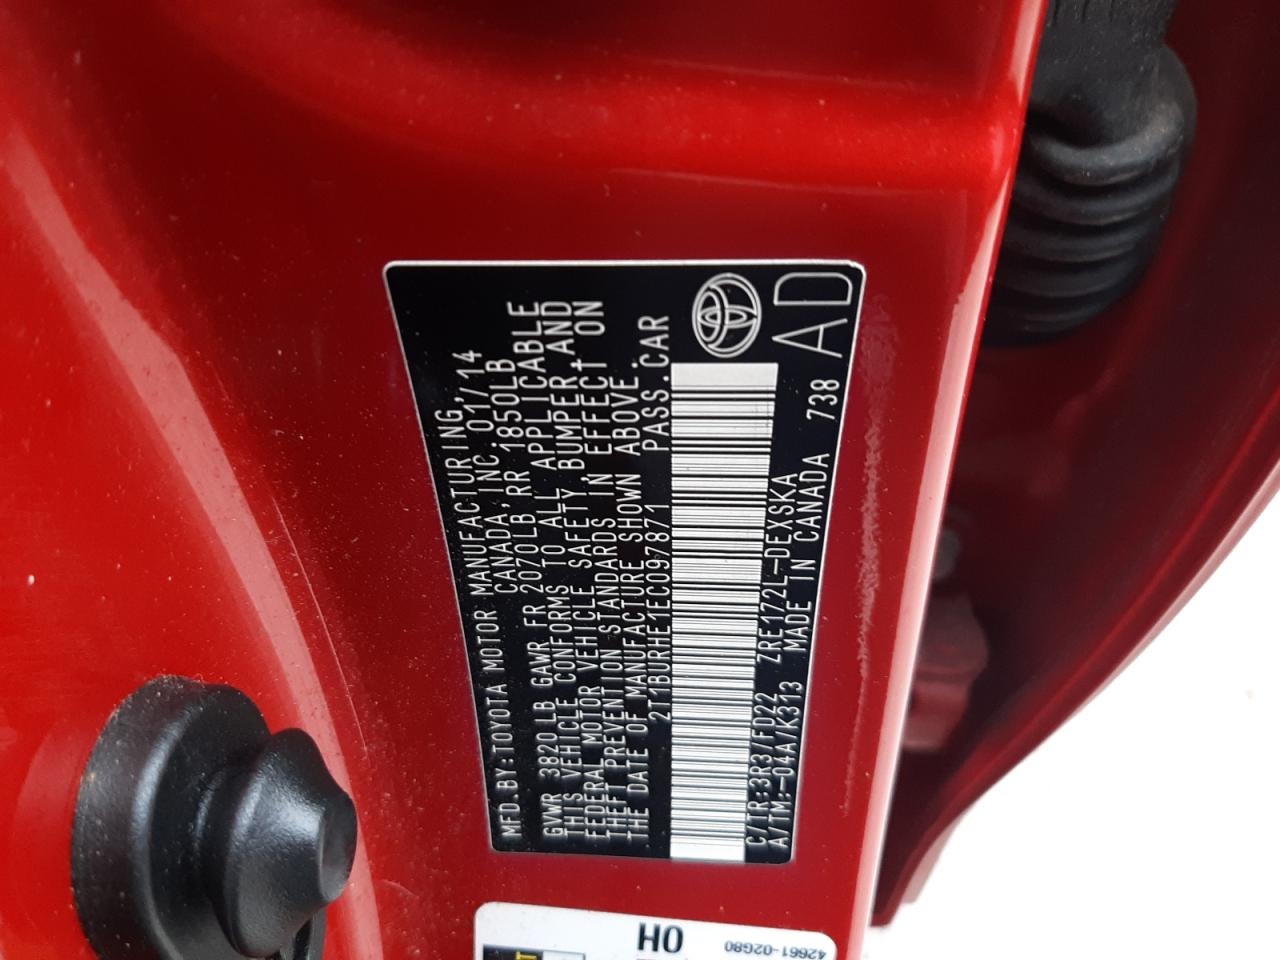 MFD.BY:TOYOTA MOTOR MANUFACTURING,
CANADA,INC. 01/14
GVWR 3820 LB GAWR FR 2070LB,RR 1850LB
THIS VEHICLE CONFORMS TO ALL APPLICABLE
FEDERAL MOTOR VEHICLE SAFETY,BUMPER,AND
THEFT PREVENTION STANDARDS IN EFFECT ON
THE DATE OF MANUFACTURE SHOWN ABOVE.
2T1BURHE1EC097871 PASS.CAR
C/TR:3R3/FD22 ZRE172L-DEXSKA
A/TM:-04A/K313 MADE IN CANADA 738
AD
OH
42661-02G80